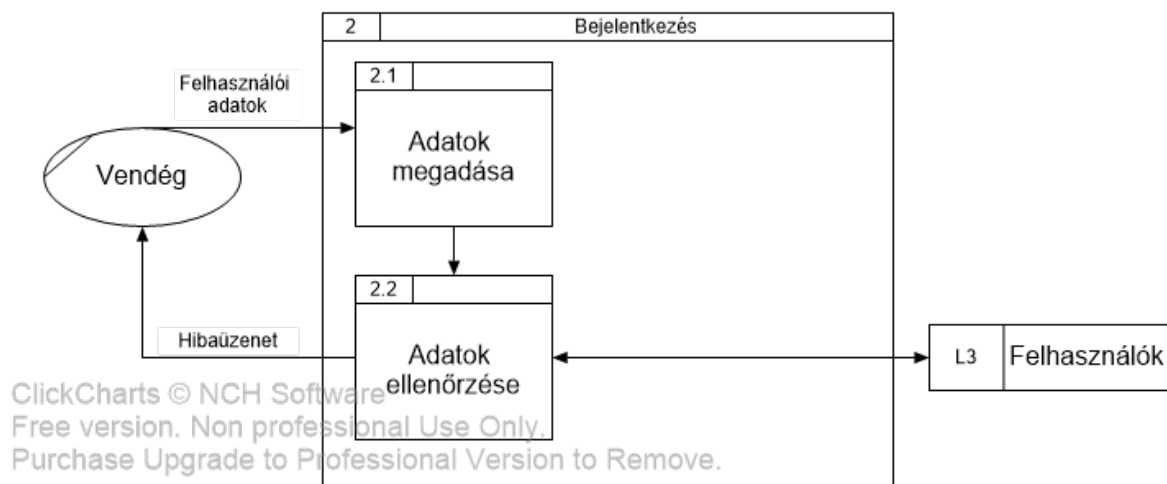 2
Bejelentkezés
Felhasználói
adatok
2.1
Adatok
megadása
Vendég
2.2
Adatok
ellenőrzése
Hibaüzenet
L3
Felhasználók
ClickCharts © NCH Software
Free version. Non professional Use Only.
Purchase Upgrade to Professional Version to Remove.